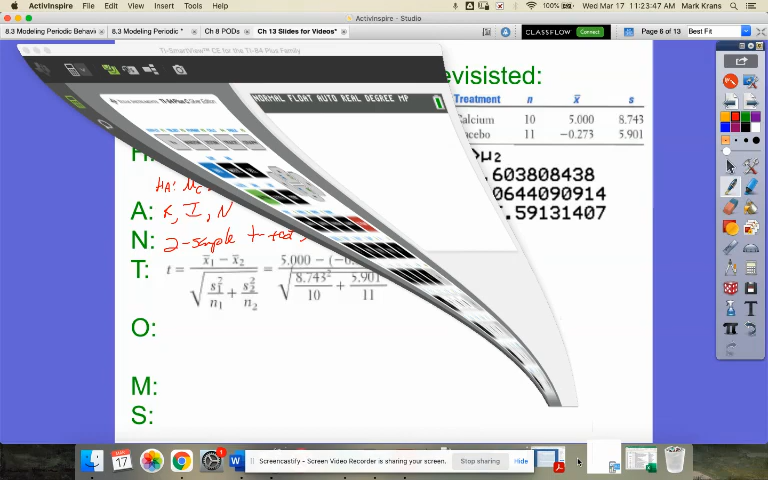 ActivInspire File Edit View Insert Tools Help 100% Wed Mar 17 11:23:47 AM Mark Krans
ActivInspire - Studio
8.3 Modeling Periodic Behavi 8.3 Modeling Periodic * Ch 8 PODs Ch 13 Slides for Videos* CLASSFLOW Connect Page 6 of 13 Best Fit
TI-SmartView™ CE for the TI-84 Plus Family
evisisted:
NORMAL FLOAT AUTO REAL DEGREE MP
Treatment n x̄ s
Calcium 10 5.000 8.743
acebo 11 -0.273 5.901
>μ₂
.603808438
0644090914
.59131407
HA: μc
A: R, I, N
N: 2-sample t-test
T: t = x̄₁ − x̄₂ / √(s₁²/n₁ + s₂²/n₂) = 5.000 − (−0. / √(8.743²/10 + 5.901/11
O:
M:
S:
Screencastify - Screen Video Recorder is sharing your screen. Stop sharing Hide